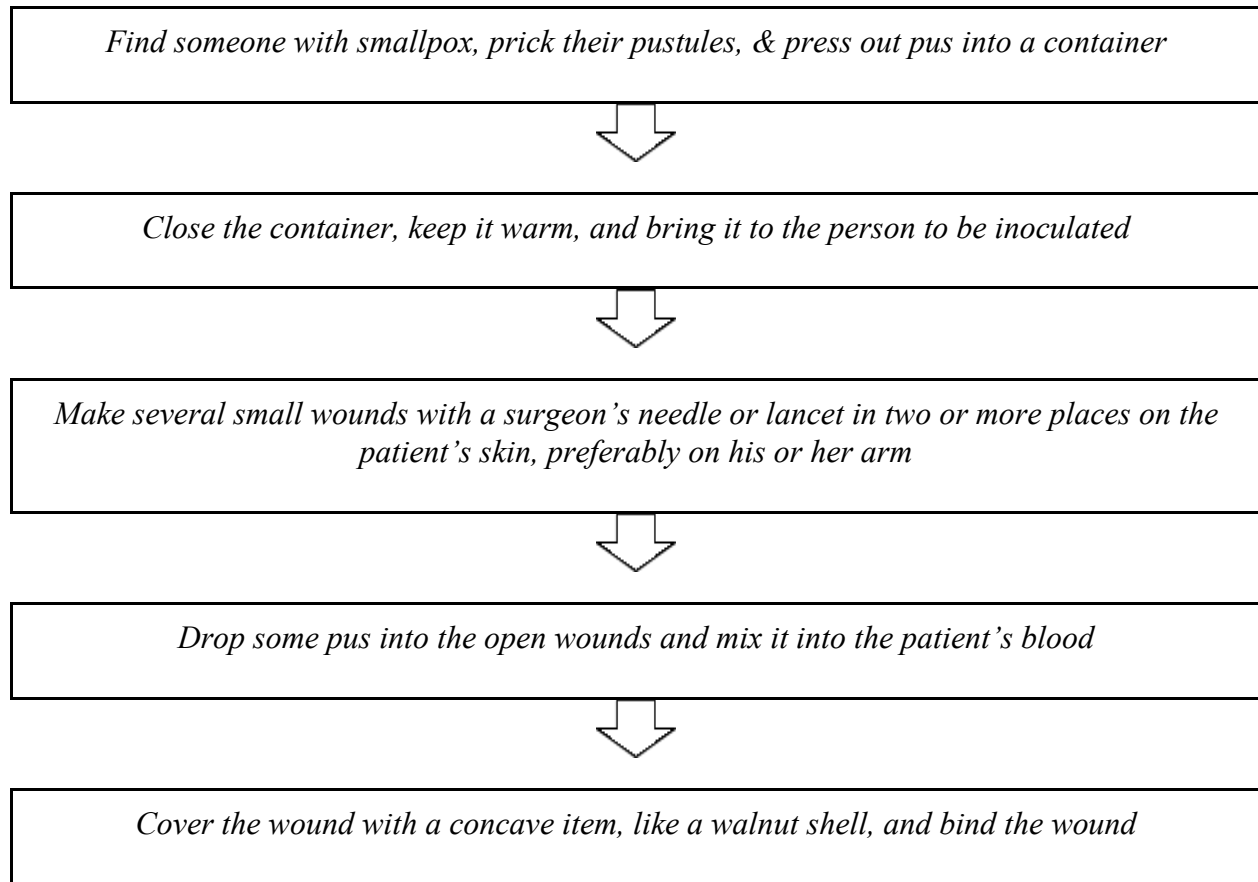 Find someone with smallpox, prick their pustules, & press out pus into a container
Close the container, keep it warm, and bring it to the person to be inoculated
Make several small wounds with a surgeon’s needle or lancet in two or more places on the
patient’s skin, preferably on his or her arm
Drop some pus into the open wounds and mix it into the patient’s blood
Cover the wound with a concave item, like a walnut shell, and bind the wound